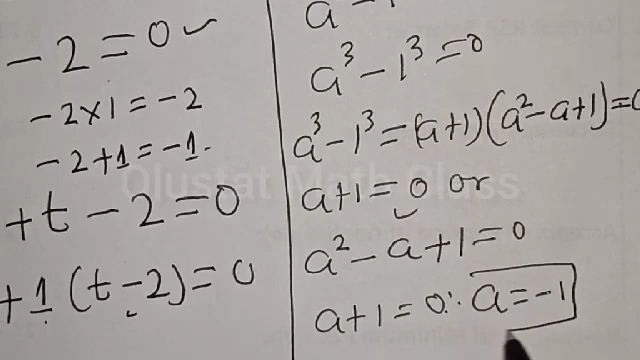 - 2 = 0
- 2 x 1 = -2
- 2 + 1 = -1.
+ t - 2 = 0
+ 1 (t - 2) = 0
a³ - 1³ = 0
a³ - 1³ = (a+1)(a² - a + 1) = 0
a + 1 = 0 or
a² - a + 1 = 0
a + 1 = 0 ∴ a = -1
Olustat Math Class